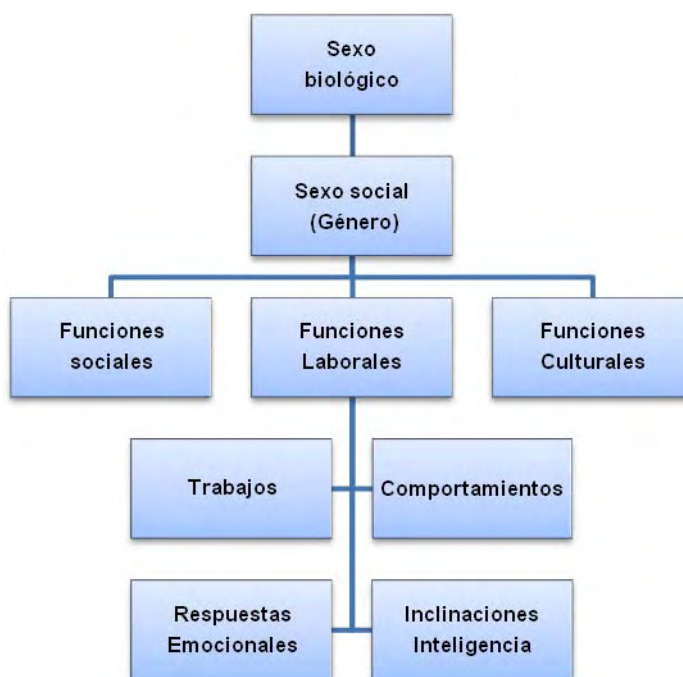 Sexo
biológico
Sexo social
(Género)
Funciones
sociales
Funciones
Laborales
Funciones
Culturales
Trabajos
Comportamientos
Respuestas
Emocionales
Inclinaciones
Inteligencia